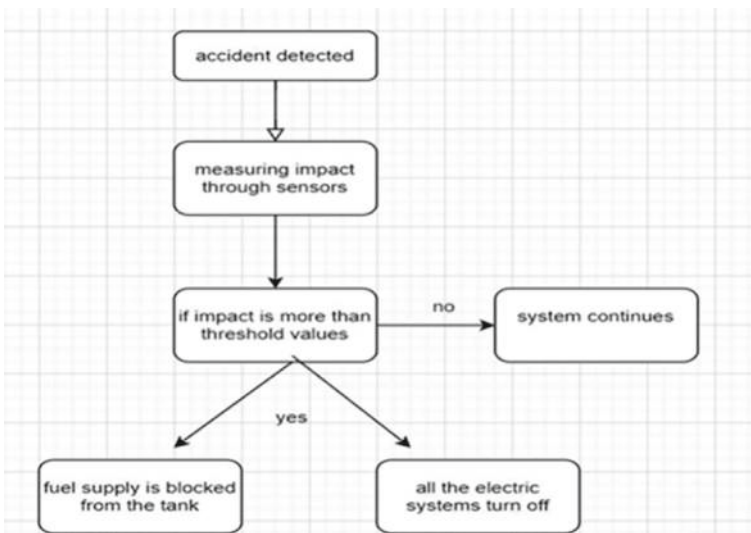 accident detected
measuring impact
through sensors
if impact is more than
threshold values
no
system continues
yes
fuel supply is blocked
from the tank
all the electric
systems turn off